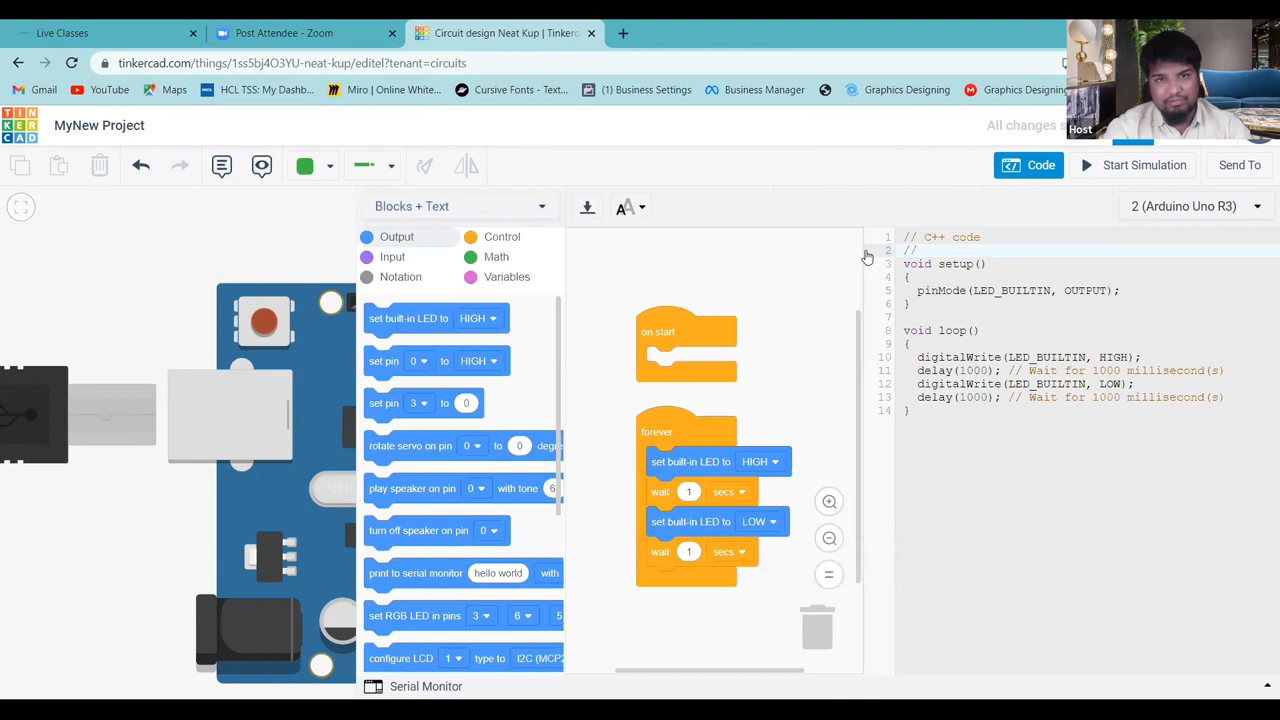 Live Classes
Post Attendee - Zoom
Circuit design Neat Kup | Tinkerc
tinkercad.com/things/1ss5bj4O3YU-neat-kup/editel?tenant=circuits
Gmail
YouTube
Maps
HCL TSS: My Dashb...
Miro | Online White...
Cursive Fonts - Text...
(1) Business Settings
Business Manager
Graphics Designing
Graphics Designin
Host
TIN
KER
CAD
MyNew Project
All changes s
Code
Start Simulation
Send To
Blocks + Text
2 (Arduino Uno R3)
Output
Control
Input
Math
Notation
Variables
set built-in LED to HIGH
set pin 0 to HIGH
set pin 3 to 0
rotate servo on pin 0 to 0 degre
play speaker on pin 0 with tone 6
turn off speaker on pin 0
print to serial monitor hello world with
set RGB LED in pins 3 6 5
configure LCD 1 type to I2C (MCP2
on start
forever
set built-in LED to HIGH
wait 1 secs
set built-in LED to LOW
wait 1 secs
1 // C++ code
2 //
3 void setup()
4 {
5 pinMode(LED_BUILTIN, OUTPUT);
6 }
7
8 void loop()
9 {
10 digitalWrite(LED_BUILTIN, HIGH);
11 delay(1000); // Wait for 1000 millisecond(s)
12 digitalWrite(LED_BUILTIN, LOW);
13 delay(1000); // Wait for 1000 millisecond(s)
14 }
Serial Monitor